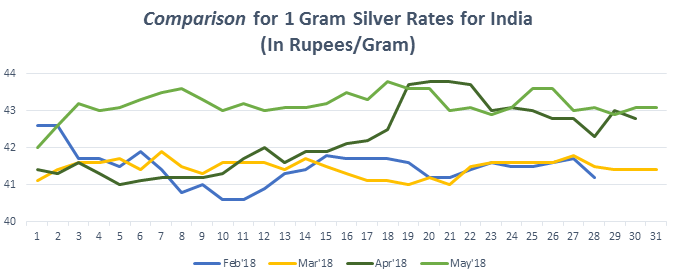 Comparison for 1 Gram Silver Rates for India
(In Rupees/Gram)
44
43
42
41
40
1 2 3 4 5 6 7 8 9 10 11 12 13 14 15 16 17 18 19 20 21 22 23 24 25 26 27 28 29 30 31
Feb'18 Mar'18 Apr'18 May'18